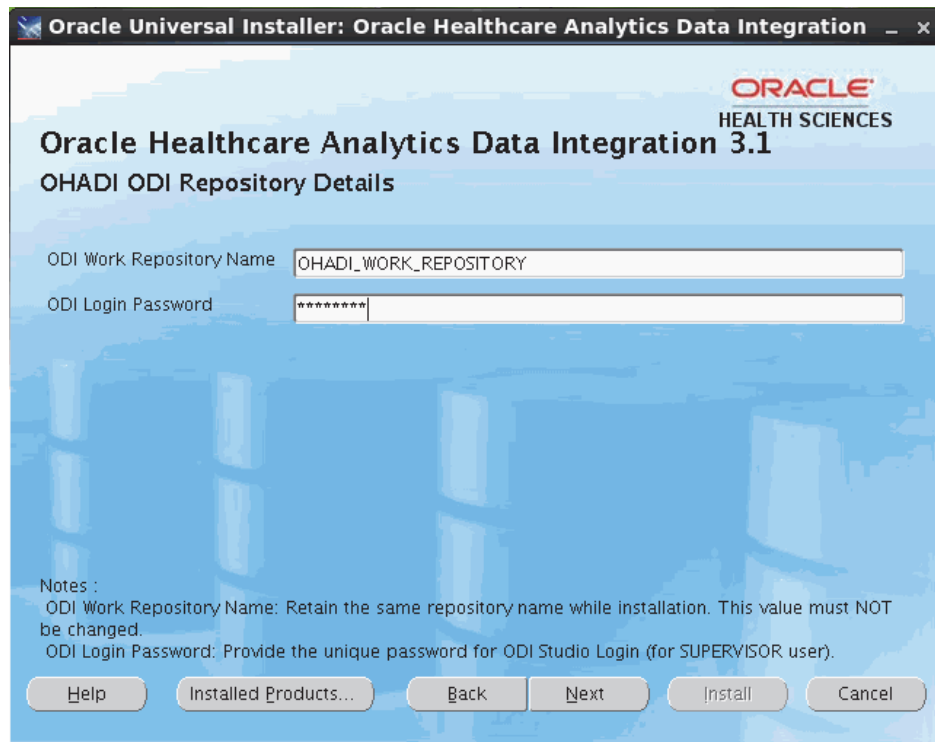 Oracle Universal Installer: Oracle Healthcare Analytics Data Integration
ORACLE
HEALTH SCIENCES
Oracle Healthcare Analytics Data Integration 3.1
OHADI ODI Repository Details
ODI Work Repository Name OHADI_WORK_REPOSITORY
ODI Login Password ********
Notes :
ODI Work Repository Name: Retain the same repository name while installation. This value must NOT
be changed.
ODI Login Password: Provide the unique password for ODI Studio Login (for SUPERVISOR user).
Help Installed Products... Back Next Install Cancel